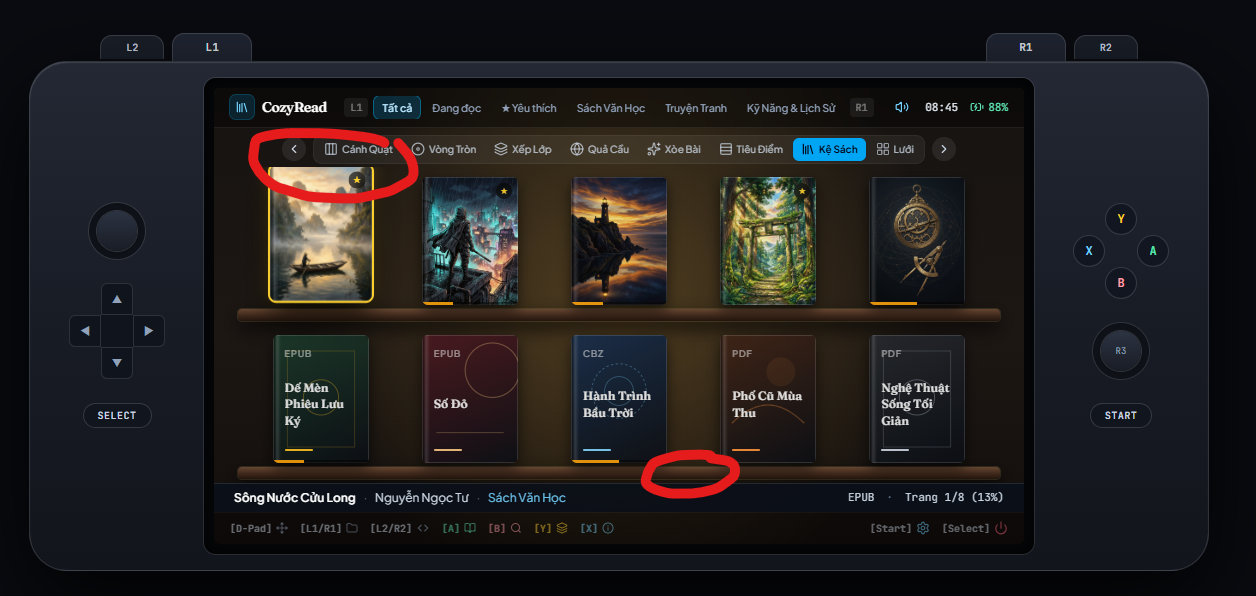 L2 L1 R1 R2
CozyRead L1 Tất cả Đang đọc ★ Yêu thích Sách Văn Học Truyện Tranh Kỹ Năng & Lịch Sử R1 08:45 88%
Cánh Quạt Vòng Tròn Xếp Lớp Quả Cầu Xòe Bài Tiêu Điểm Kệ Sách Lưới
Y
X A
B
R3
SELECT
START
EPUB
Dế Mèn
Phiêu Lưu
Ký
EPUB
Số Đỏ
CBZ
Hành Trình
Bầu Trời
PDF
Phố Cũ Mùa
Thu
PDF
Nghệ Thuật
Sống Tối
Giản
Sông Nước Cửu Long · Nguyễn Ngọc Tư · Sách Văn Học EPUB · Trang 1/8 (13%)
[D-Pad] [L1/R1] [L2/R2] [A] [B] [Y] [X] [Start] [Select]